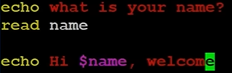 echo what is your name?
read name
echo Hi $name, welcome